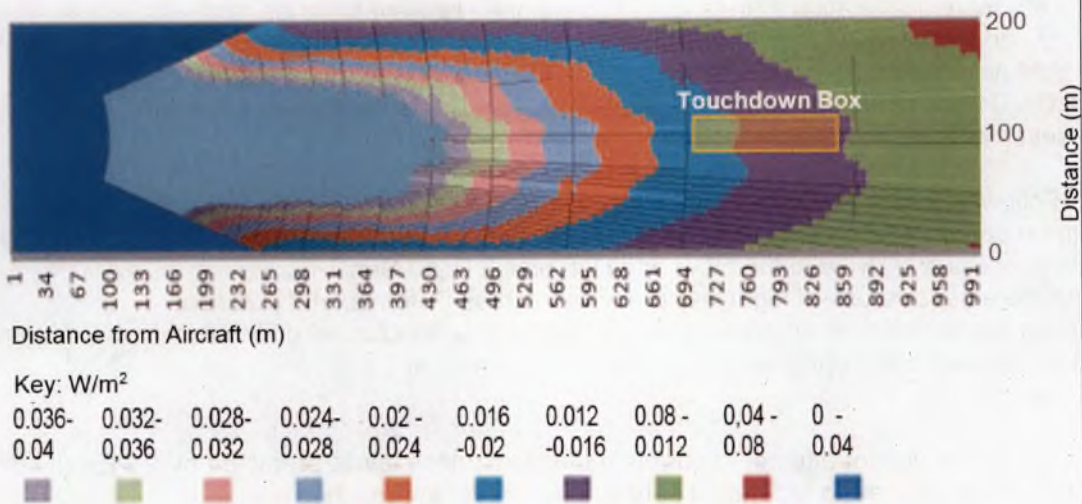 200
Touchdown Box
100
Distance (m)
0
1 34 67 100 133 166 199 232 265 298 331 364 397 430 463 496 529 562 595 628 661 694 727 760 793 826 859 892 925 958 991
Distance from Aircraft (m)
Key: W/m²
0.036- 0.032- 0.028- 0.024- 0.02 - 0.016 0.012 0.08 - 0,04 - 0 -
0.04 0,036 0.032 0.028 0.024 -0.02 -0.016 0.012 0.08 0.04